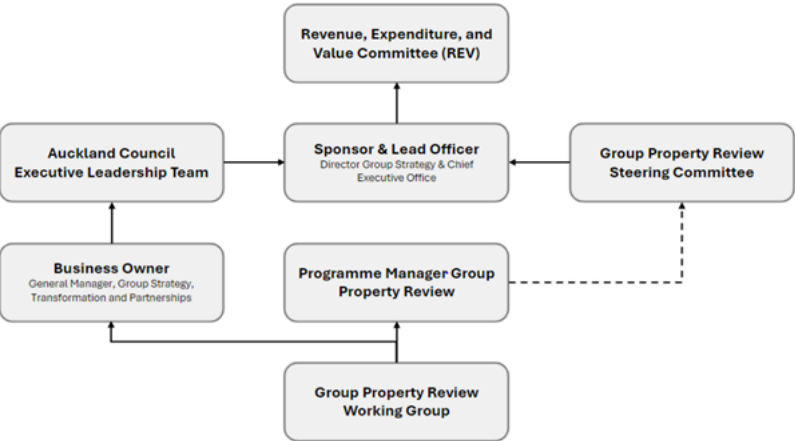 Revenue, Expenditure, and
Value Committee (REV)
Auckland Council
Executive Leadership Team
Sponsor & Lead Officer
Director Group Strategy & Chief
Executive Office
Group Property Review
Steering Committee
Business Owner
General Manager, Group Strategy,
Transformation and Partnerships
Programme Manager Group
Property Review
Group Property Review
Working Group